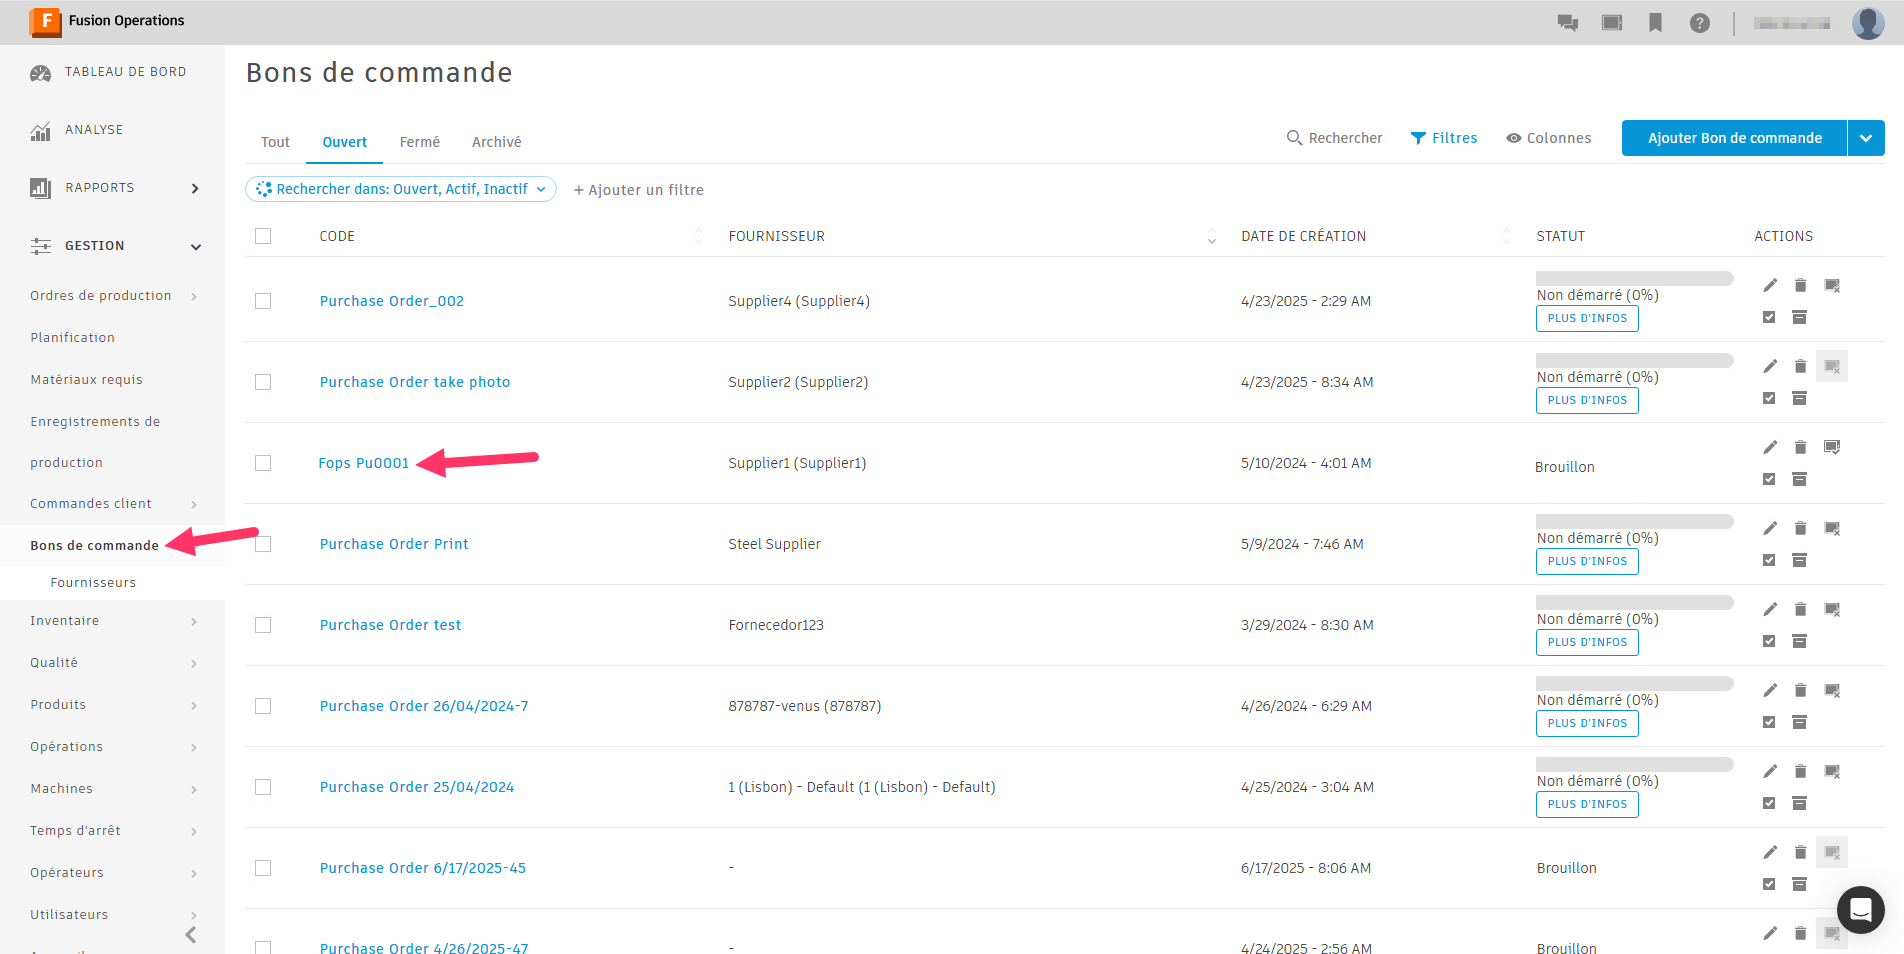 F Fusion Operations
TABLEAU DE BORD
ANALYSE
RAPPORTS
GESTION
Ordres de production
Planification
Matériaux requis
Enregistrements de
production
Commandes client
Bons de commande
Fournisseurs
Inventaire
Qualité
Produits
Opérations
Machines
Temps d'arrêt
Opérateurs
Utilisateurs
Bons de commande
Tout Ouvert Fermé Archivé
Rechercher Filtres Colonnes Ajouter Bon de commande
Rechercher dans: Ouvert, Actif, Inactif + Ajouter un filtre
CODE FOURNISSEUR DATE DE CRÉATION STATUT ACTIONS
Purchase Order_002 Supplier4 (Supplier4) 4/23/2025 - 2:29 AM Non démarré (0%)
PLUS D'INFOS
Purchase Order take photo Supplier2 (Supplier2) 4/23/2025 - 8:34 AM Non démarré (0%)
PLUS D'INFOS
Fops Pu0001 Supplier1 (Supplier1) 5/10/2024 - 4:01 AM Brouillon
Purchase Order Print Steel Supplier 5/9/2024 - 7:46 AM Non démarré (0%)
PLUS D'INFOS
Purchase Order test Fornecedor123 3/29/2024 - 8:30 AM Non démarré (0%)
PLUS D'INFOS
Purchase Order 26/04/2024-7 878787-venus (878787) 4/26/2024 - 6:29 AM Non démarré (0%)
PLUS D'INFOS
Purchase Order 25/04/2024 1 (Lisbon) - Default (1 (Lisbon) - Default) 4/25/2024 - 3:04 AM Non démarré (0%)
PLUS D'INFOS
Purchase Order 6/17/2025-45 - 6/17/2025 - 8:06 AM Brouillon
Purchase Order 4/26/2025-47 - 4/24/2025 - 2:56 AM Brouillon